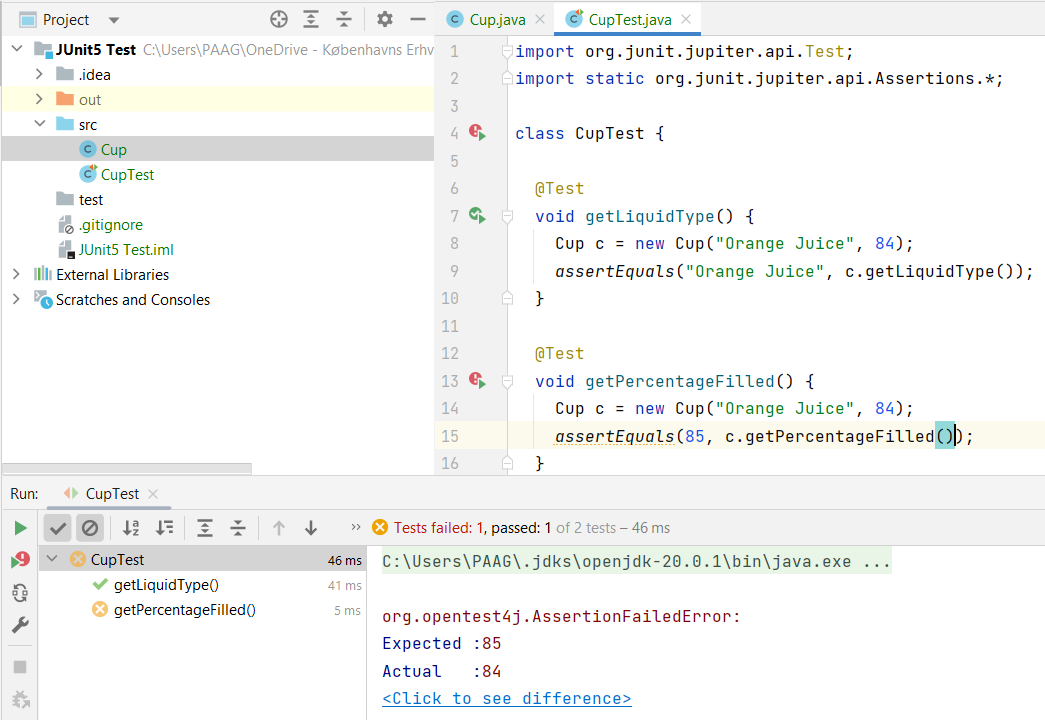 Project
JUnit5 Test C:\Users\PAAG\OneDrive - Københavns Erhv
.idea
out
src
Cup
CupTest
test
.gitignore
JUnit5 Test.iml
External Libraries
Scratches and Consoles
Cup.java
CupTest.java
1 import org.junit.jupiter.api.Test;
2 import static org.junit.jupiter.api.Assertions.*;
3
4 class CupTest {
5
6 @Test
7 void getLiquidType() {
8 Cup c = new Cup("Orange Juice", 84);
9 assertEquals("Orange Juice", c.getLiquidType());
10 }
11
12 @Test
13 void getPercentageFilled() {
14 Cup c = new Cup("Orange Juice", 84);
15 assertEquals(85, c.getPercentageFilled());
16 }
Run: CupTest
Tests failed: 1, passed: 1 of 2 tests – 46 ms
CupTest 46 ms
getLiquidType() 41 ms
getPercentageFilled() 5 ms
C:\Users\PAAG\.jdks\openjdk-20.0.1\bin\java.exe ...
org.opentest4j.AssertionFailedError:
Expected :85
Actual :84
<Click to see difference>